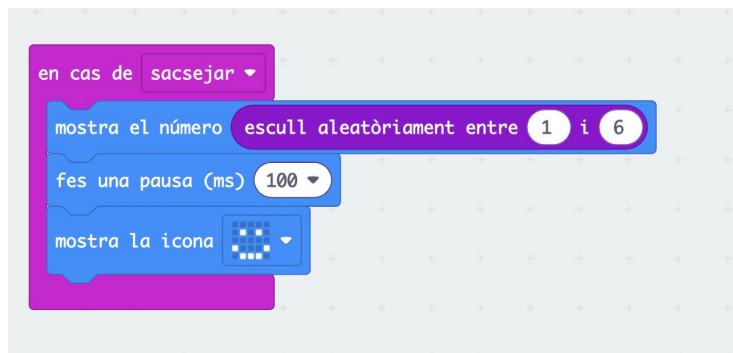 en cas de sacsejar
mostra el número escull aleatòriament entre 1 i 6
fes una pausa (ms) 100
mostra la icona